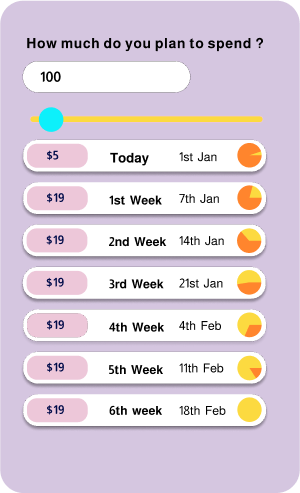 How much do you plan to spend ?
100
$5 Today 1st Jan
$19 1st Week 7th Jan
$19 2nd Week 14th Jan
$19 3rd Week 21st Jan
$19 4th Week 4th Feb
$19 5th Week 11th Feb
$19 6th week 18th Feb